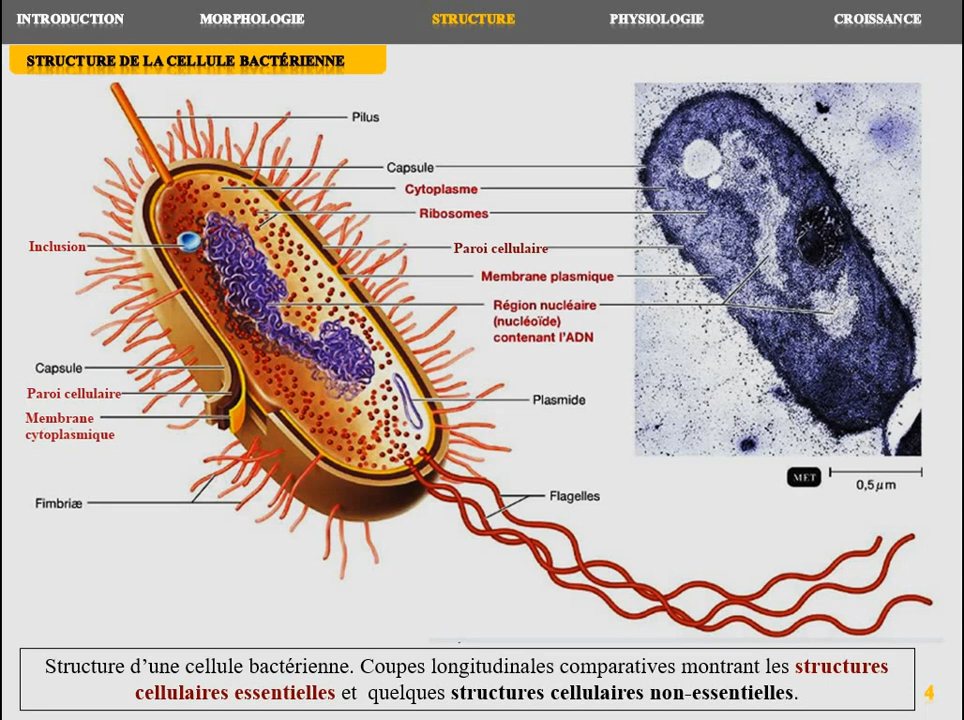 INTRODUCTION MORPHOLOGIE STRUCTURE PHYSIOLOGIE CROISSANCE
STRUCTURE DE LA CELLULE BACTÉRIENNE
Pilus
Capsule
Cytoplasme
Ribosomes
Inclusion
Paroi cellulaire
Membrane plasmique
Région nucléaire
(nucléoïde)
contenant l'ADN
Capsule
Paroi cellulaire
Membrane
cytoplasmique
Plasmide
Fimbriæ
Flagelles
MET
0,5 µm
Structure d'une cellule bactérienne. Coupes longitudinales comparatives montrant les structures
cellulaires essentielles et quelques structures cellulaires non-essentielles.
4